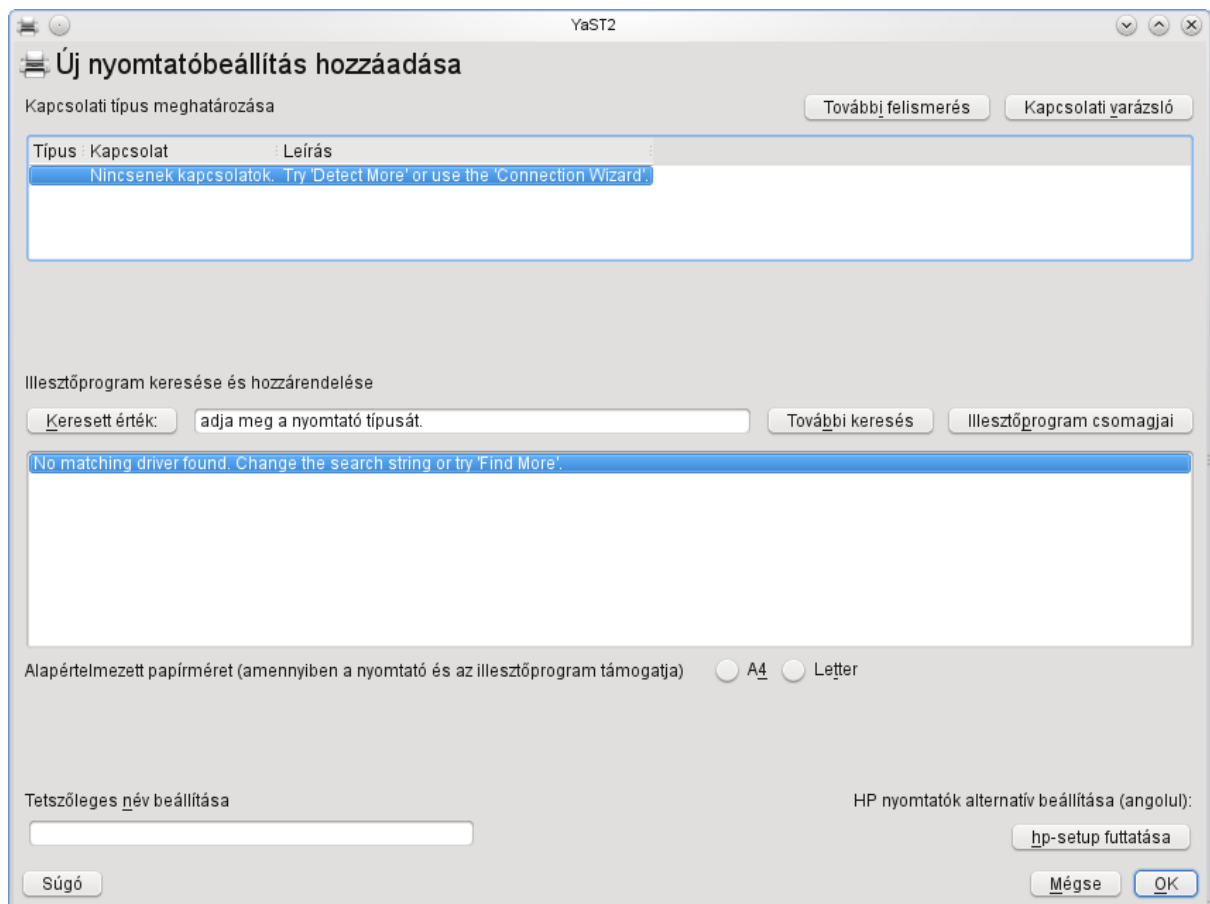 YaST2
Új nyomtatóbeállítás hozzáadása
Kapcsolati típus meghatározása
További felismerés
Kapcsolati varázsló
Típus Kapcsolat Leírás
Nincsenek kapcsolatok. Try 'Detect More' or use the 'Connection Wizard'.
Illesztőprogram keresése és hozzárendelése
Keresett érték: adja meg a nyomtató típusát. További keresés Illesztőprogram csomagjai
No matching driver found. Change the search string or try 'Find More'.
Alapértelmezett papírméret (amennyiben a nyomtató és az illesztőprogram támogatja) A4 Letter
Tetszőleges név beállítása
HP nyomtatók alternatív beállítása (angolul):
hp-setup futtatása
Súgó Mégse OK